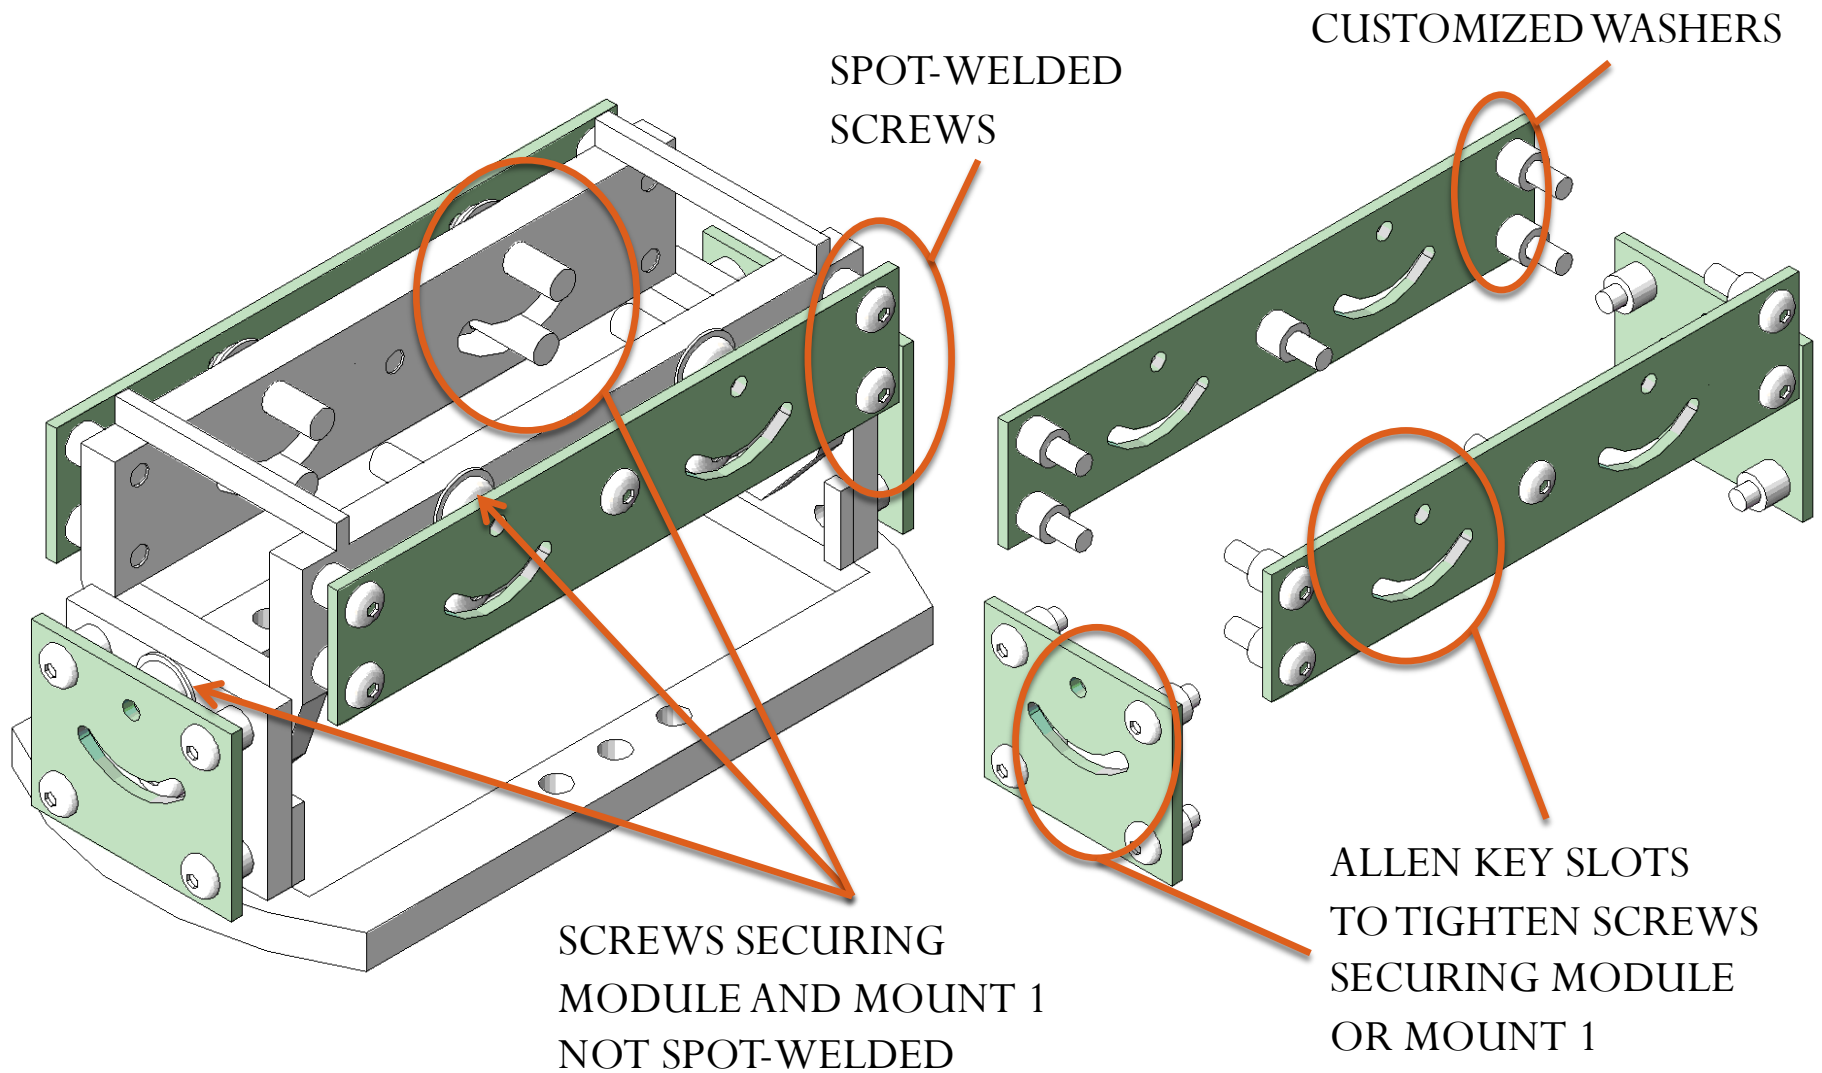 CUSTOMIZED WASHERS
SPOT-WELDED
SCREWS
SCREWS SECURING
MODULE AND MOUNT 1
NOT SPOT-WELDED
ALLEN KEY SLOTS
TO TIGHTEN SCREWS
SECURING MODULE
OR MOUNT 1